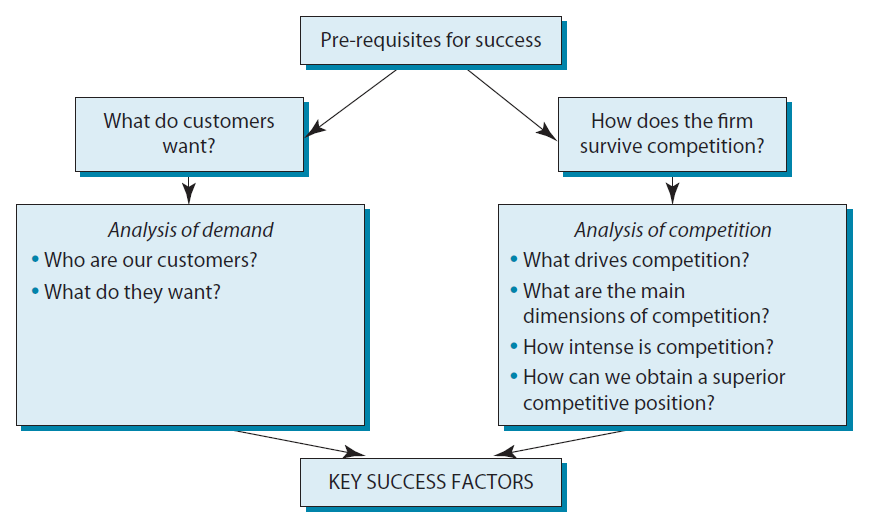 Pre-requisites for success
What do customers
want?
How does the firm
survive competition?
Analysis of demand
• Who are our customers?
• What do they want?
Analysis of competition
• What drives competition?
• What are the main
dimensions of competition?
• How intense is competition?
• How can we obtain a superior
competitive position?
KEY SUCCESS FACTORS